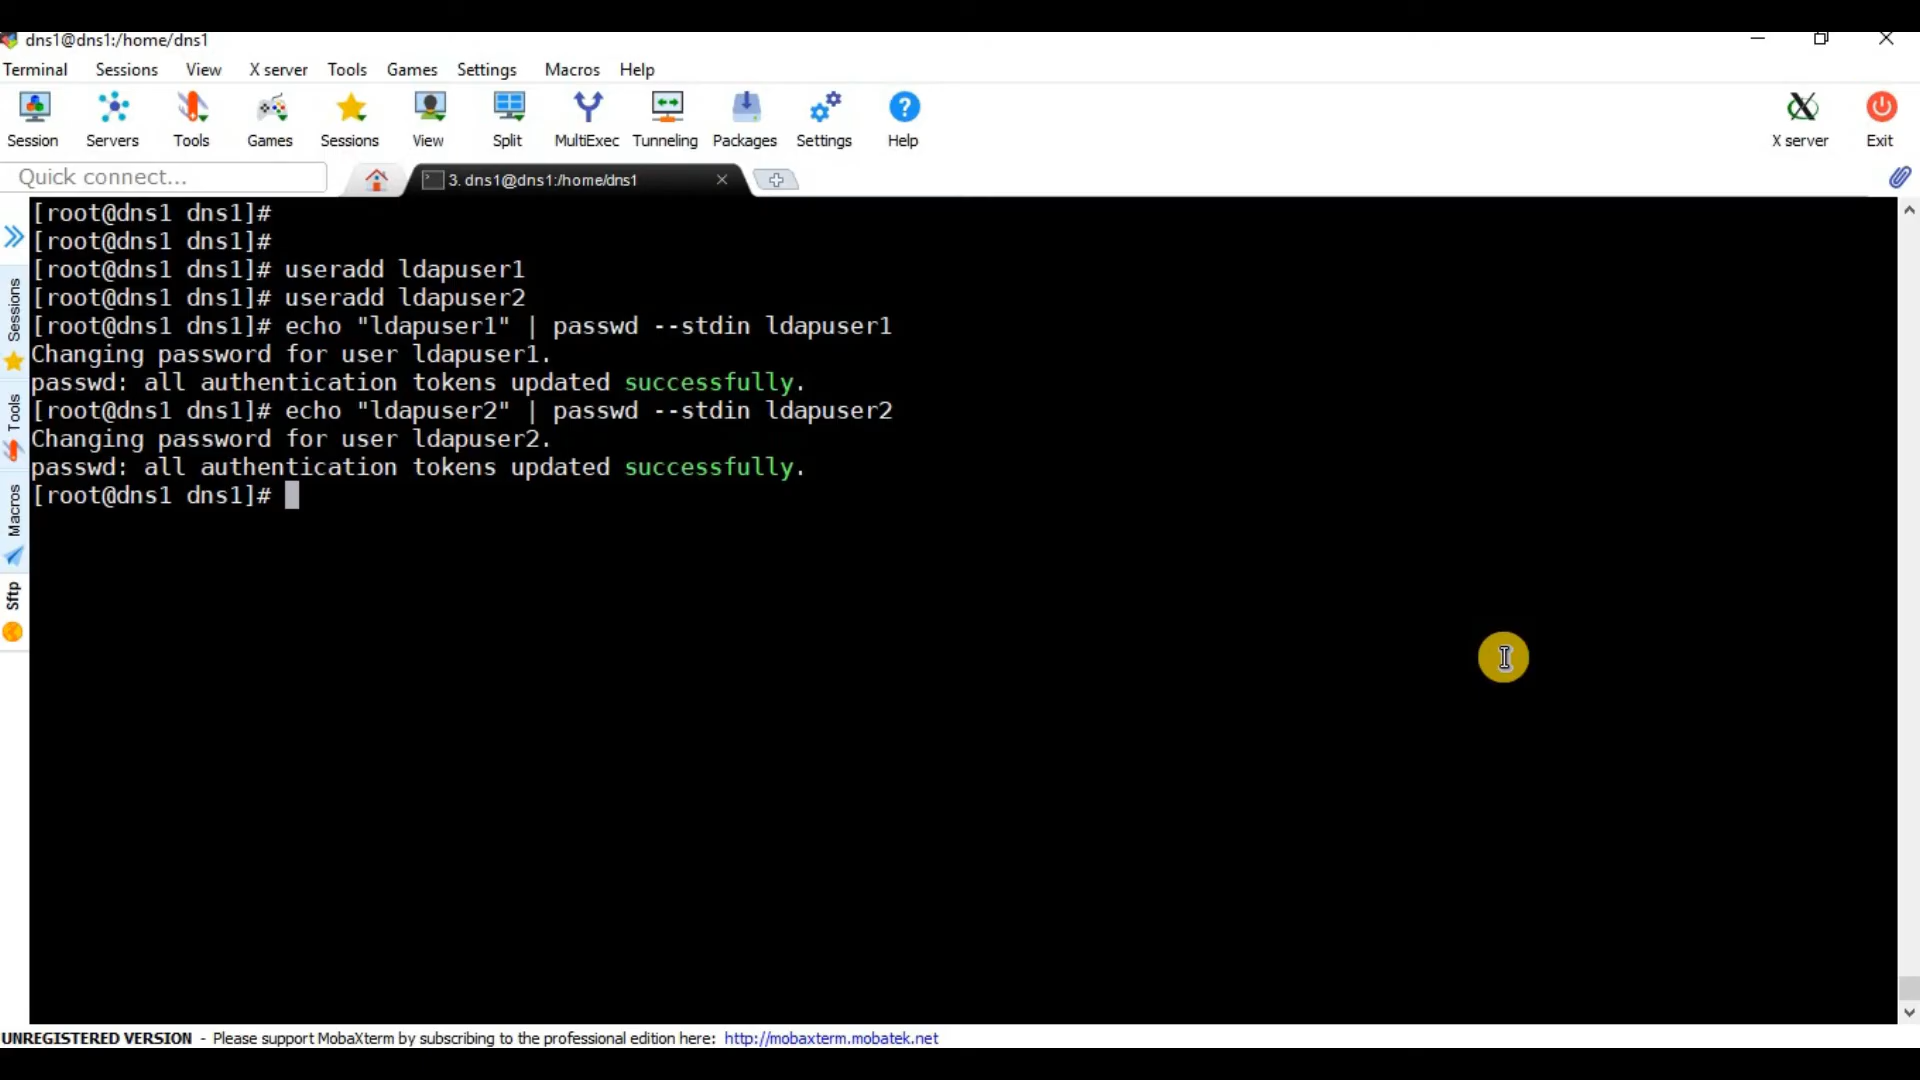 dns1@dns1:/home/dns1
Terminal Sessions View X server Tools Games Settings Macros Help
Session Servers Tools Games Sessions View Split MultiExec Tunneling Packages Settings Help X server Exit
Quick connect...
3. dns1@dns1:/home/dns1
[root@dns1 dns1]#
[root@dns1 dns1]#
[root@dns1 dns1]# useradd ldapuser1
[root@dns1 dns1]# useradd ldapuser2
[root@dns1 dns1]# echo "ldapuser1" | passwd --stdin ldapuser1
Changing password for user ldapuser1.
passwd: all authentication tokens updated successfully.
[root@dns1 dns1]# echo "ldapuser2" | passwd --stdin ldapuser2
Changing password for user ldapuser2.
passwd: all authentication tokens updated successfully.
[root@dns1 dns1]#
Sessions
Tools
Macros
Sftp
UNREGISTERED VERSION - Please support MobaXterm by subscribing to the professional edition here: http://mobaxterm.mobatek.net